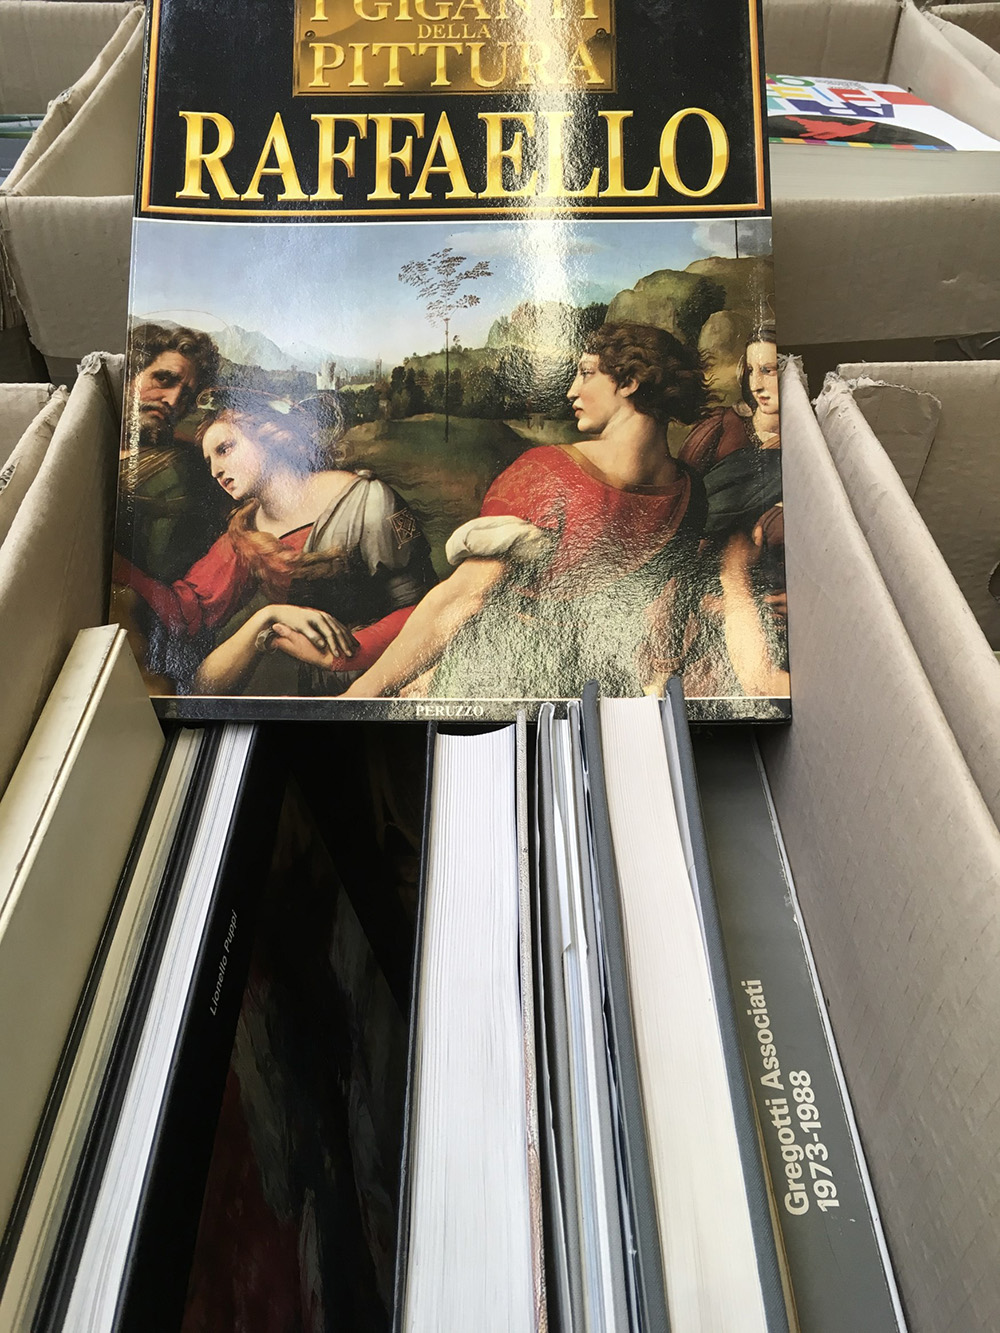 I GIGANTI
DELLA
PITTURA
RAFFAELLO
PERUZZO
Lionello Puppi
Gregotti Associati
1973-1988